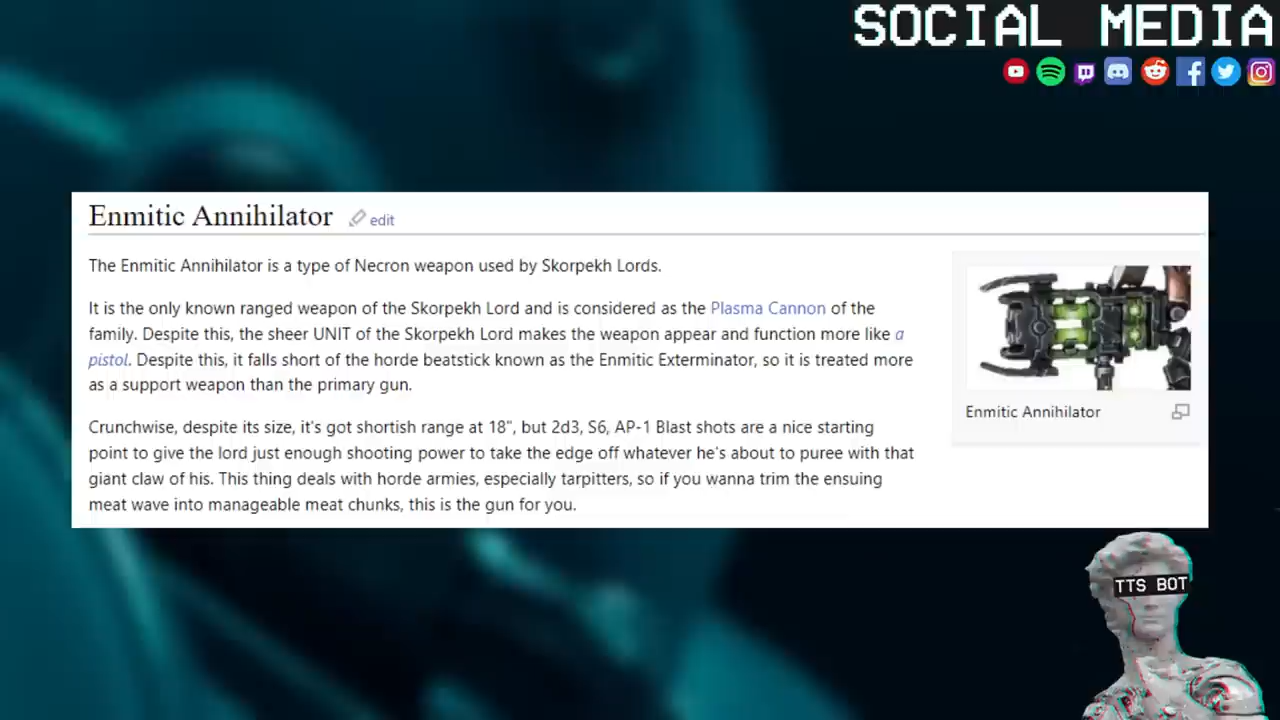 SOCIAL MEDIA
Enmitic Annihilator edit
The Enmitic Annihilator is a type of Necron weapon used by Skorpekh Lords.
It is the only known ranged weapon of the Skorpekh Lord and is considered as the Plasma Cannon of the
family. Despite this, the sheer UNIT of the Skorpekh Lord makes the weapon appear and function more like a
pistol. Despite this, it falls short of the horde beatstick known as the Enmitic Exterminator, so it is treated more
as a support weapon than the primary gun.
Enmitic Annihilator
Crunchwise, despite its size, it's got shortish range at 18", but 2d3, S6, AP-1 Blast shots are a nice starting
point to give the lord just enough shooting power to take the edge off whatever he's about to puree with that
giant claw of his. This thing deals with horde armies, especially tarpitters, so if you wanna trim the ensuing
meat wave into manageable meat chunks, this is the gun for you.
TTS BOT